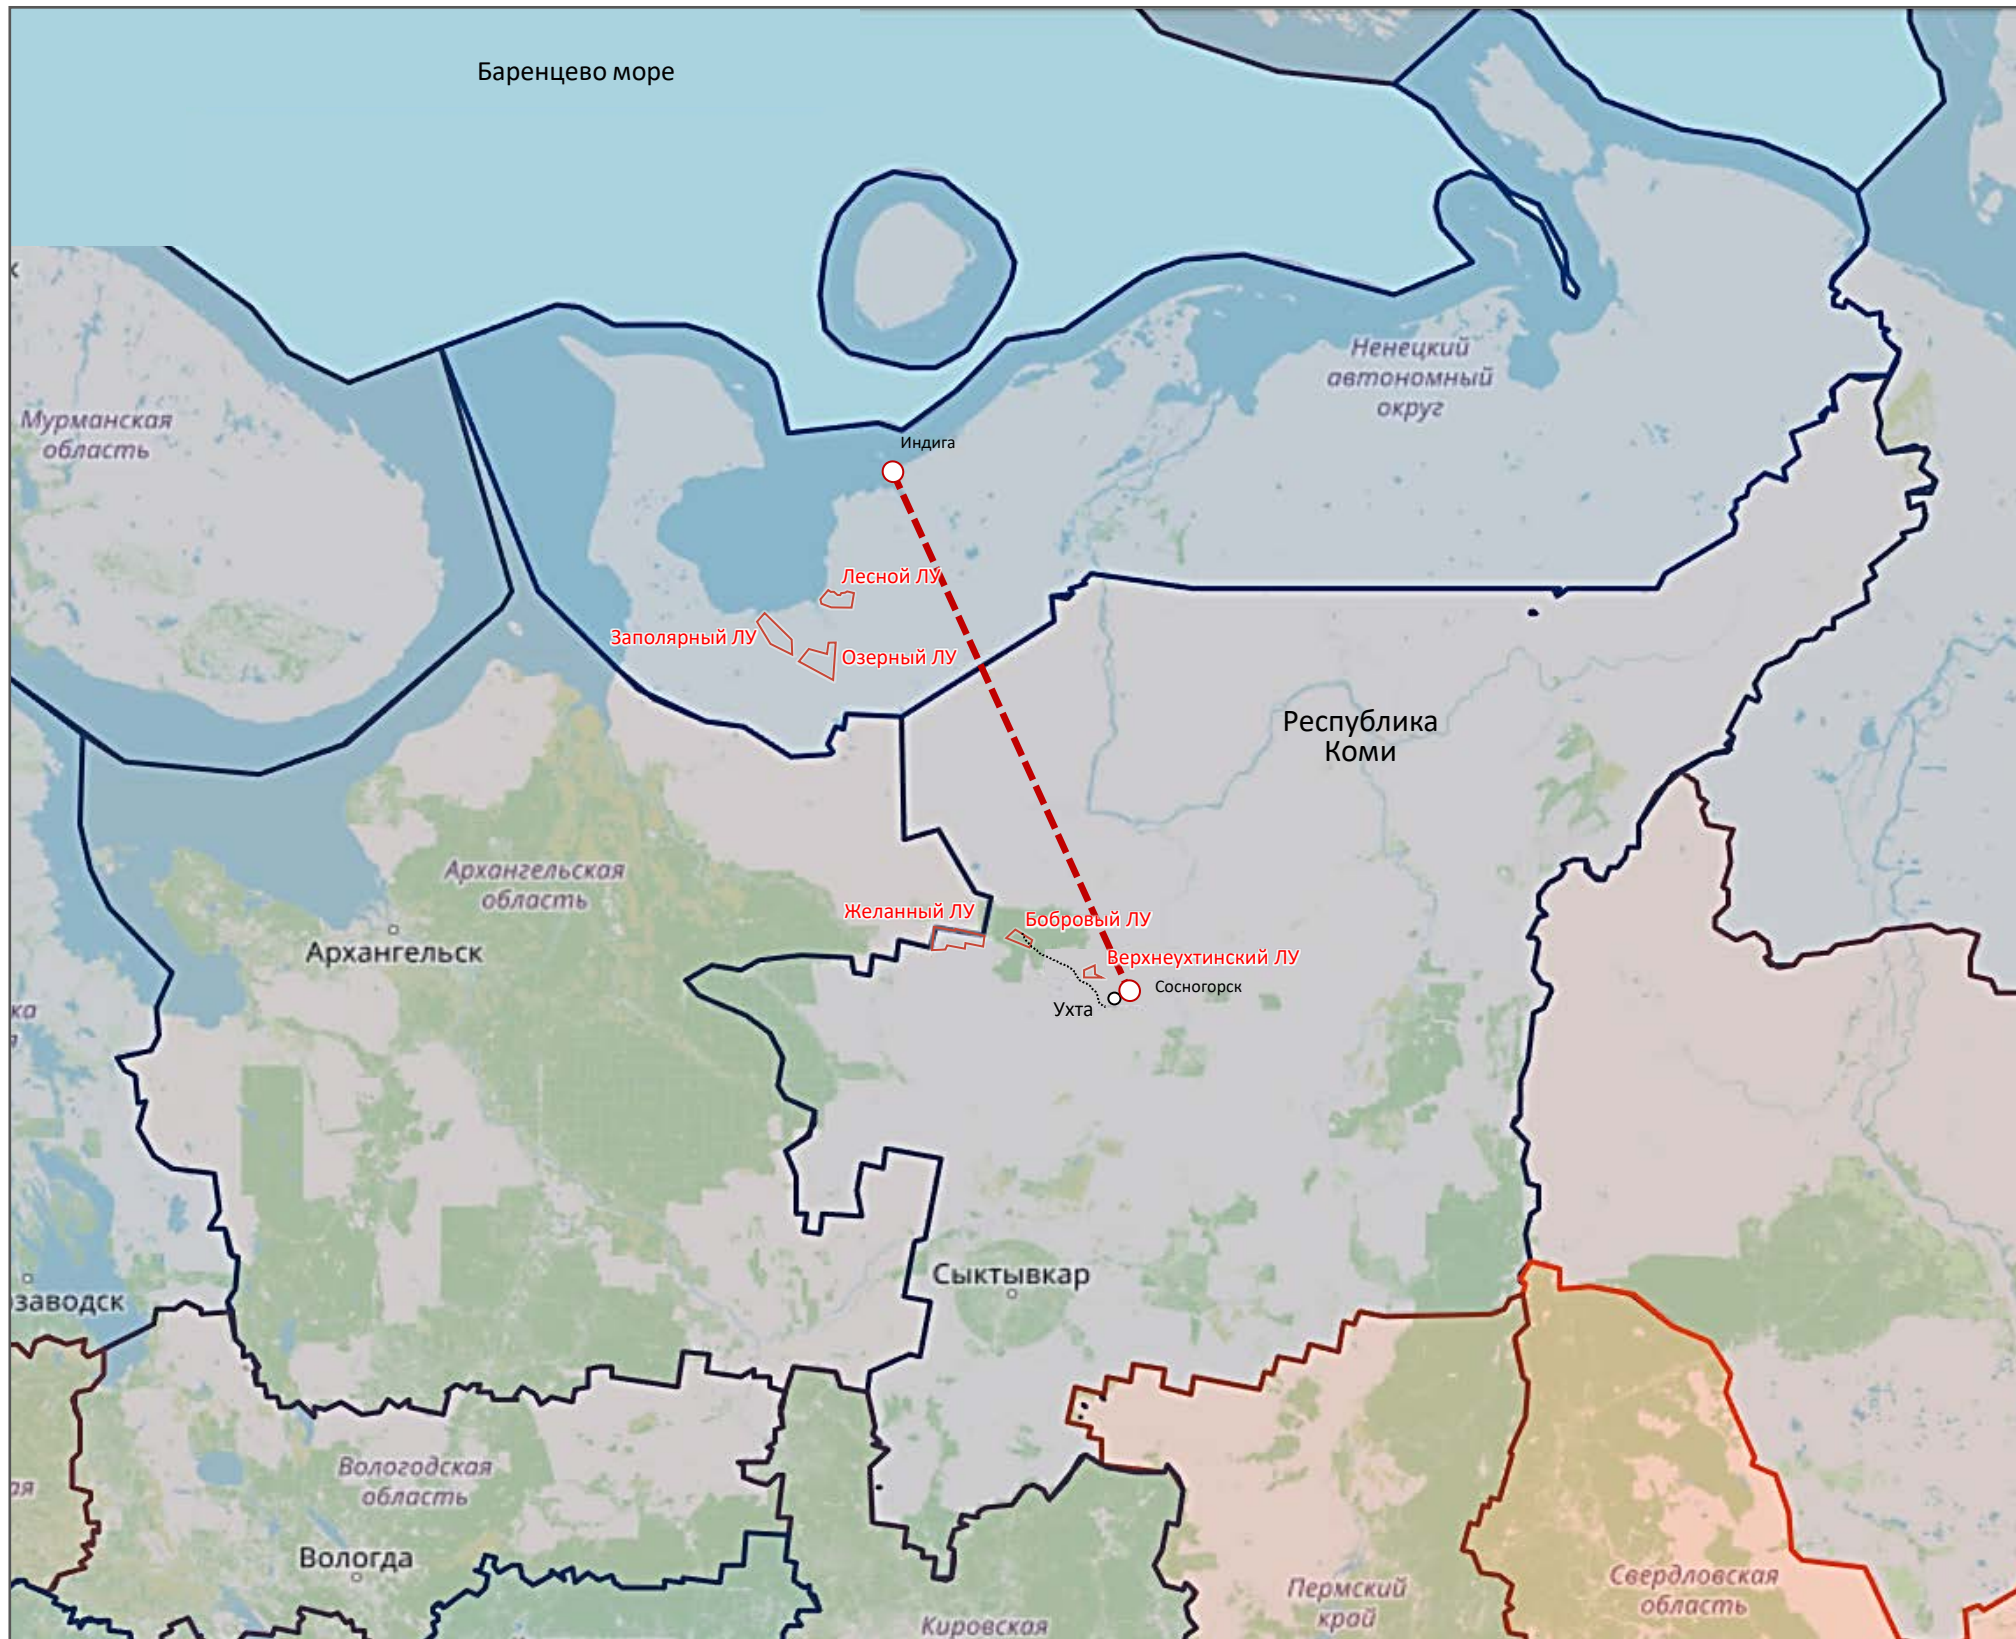 Баренцево море
Ненецкий
автономный
округ
Мурманская
область
Индига
Лесной ЛУ
Заполярный ЛУ
Озерный ЛУ
Республика
Коми
Архангельская
область
Желанный ЛУ
Бобровый ЛУ
Архангельск
Верхнеухтинский ЛУ
Сосногорск
Ухта
Сыктывкар
заводск
Вологодская
область
Вологда
Пермский
край
Свердловская
область
Кировская